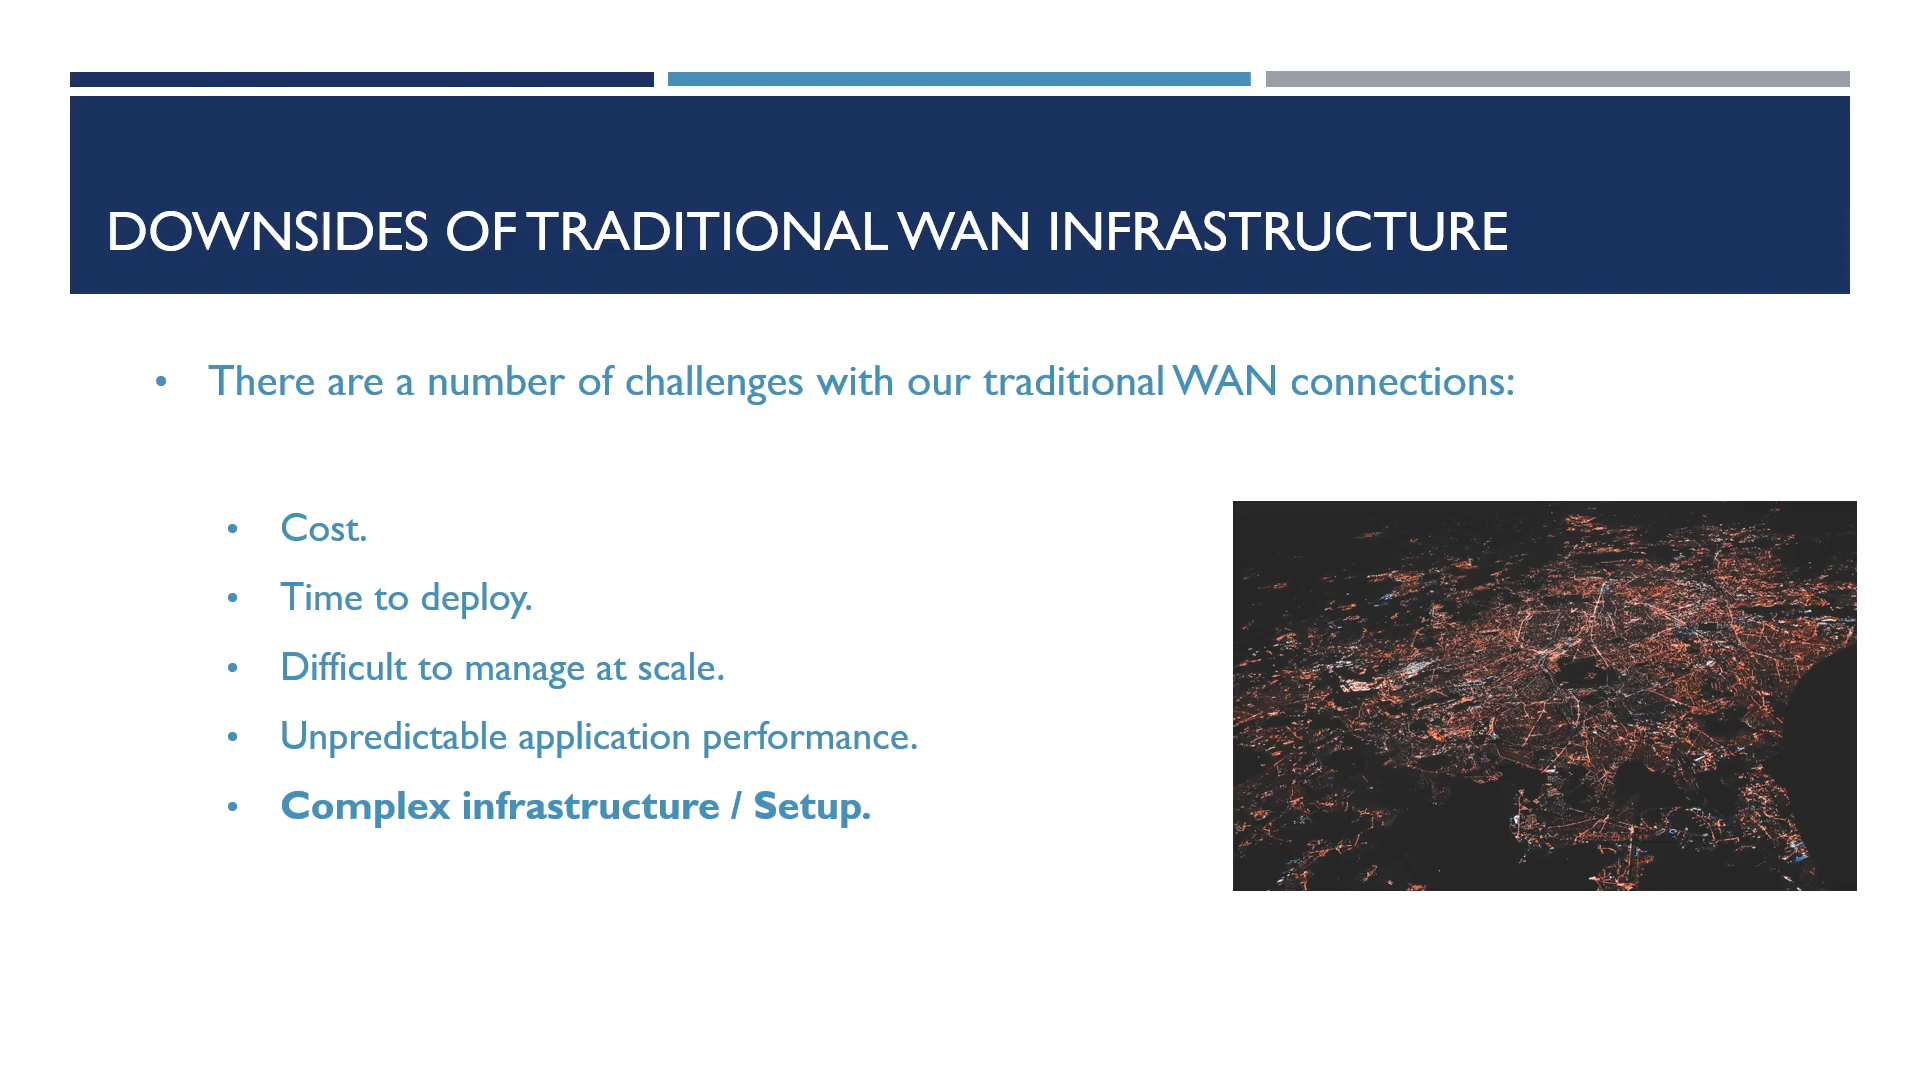 DOWNSIDES OF TRADITIONAL WAN INFRASTRUCTURE
• There are a number of challenges with our traditional WAN connections:
• Cost.
• Time to deploy.
• Difficult to manage at scale.
• Unpredictable application performance.
• Complex infrastructure / Setup.